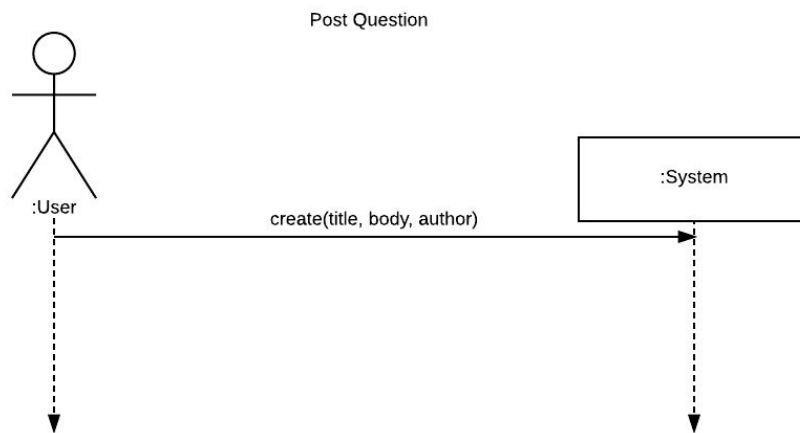 Post Question
:System
:User
create(title, body, author)